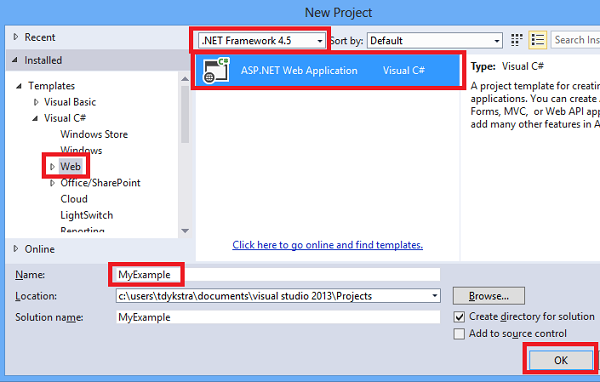 New Project
Recent
.NET Framework 4.5
Sort by:
Default
Search Inst
Installed
ASP.NET Web Application
Visual C#
Type: Visual C#
Templates
A project template for creating
Visual Basic
applications. You can create
Visual C#
Forms, MVC, or Web API app
Windows Store
add many other features in A
Windows
Web
Office/SharePoint
Cloud
LightSwitch
Reporting
Online
Click here to go online and find templates.
Name:
MyExample
Location:
c:\users\tdykstra\documents\visual studio 2013\Projects
Browse...
Solution name:
MyExample
Create directory for solution
Add to source control
OK